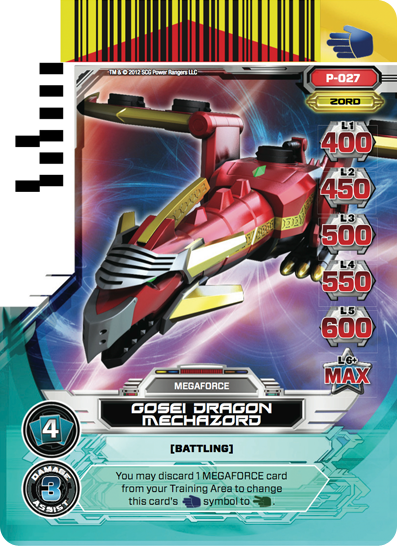 -TM & © 2012 SCG Power Rangers LLC
P-027
ZORD
L1
400
L2
450
L3
500
L4
550
L5
600
L6+
MAX
MEGAFORCE
GOSEI DRAGON
MECHAZORD
4
[BATTLING]
DAMAGE
3
ASSIST
You may discard 1 MEGAFORCE card
from your Training Area to change
this card's symbol to .